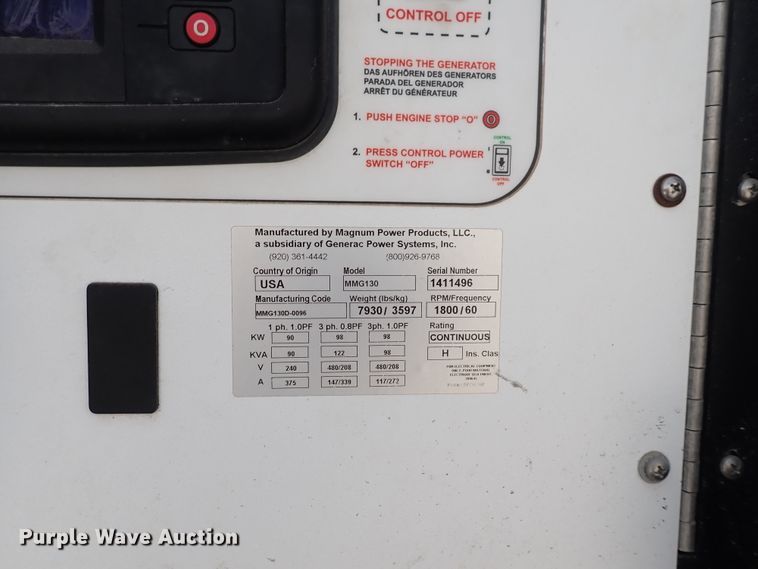 CONTROL OFF
STOPPING THE GENERATOR
DAS AUFHÖREN DES GENERATORS
PARADA DEL GENERADOR
ARRÊT DU GÉNÉRATEUR
1. PUSH ENGINE STOP "O"
2. PRESS CONTROL POWER SWITCH "OFF"
CONTROL ON
CONTROL OFF
Manufactured by Magnum Power Products, LLC.,
a subsidiary of Generac Power Systems, Inc.
(920) 361-4442 (800)926-9768
Country of Origin Model Serial Number
USA MMG130 1411496
Manufacturing Code Weight (lbs/kg) RPM/Frequency
MMG130D-0096 7930/ 3597 1800/60
1 ph. 1.0PF 3 ph. 0.8PF 3ph. 1.0PF Rating
KW 90 98 98 CONTINUOUS
KVA 90 122 98 H Ins. Clas
V 240 480/208 480/208
A 375 147/339 117/272
Purple Wave Auction